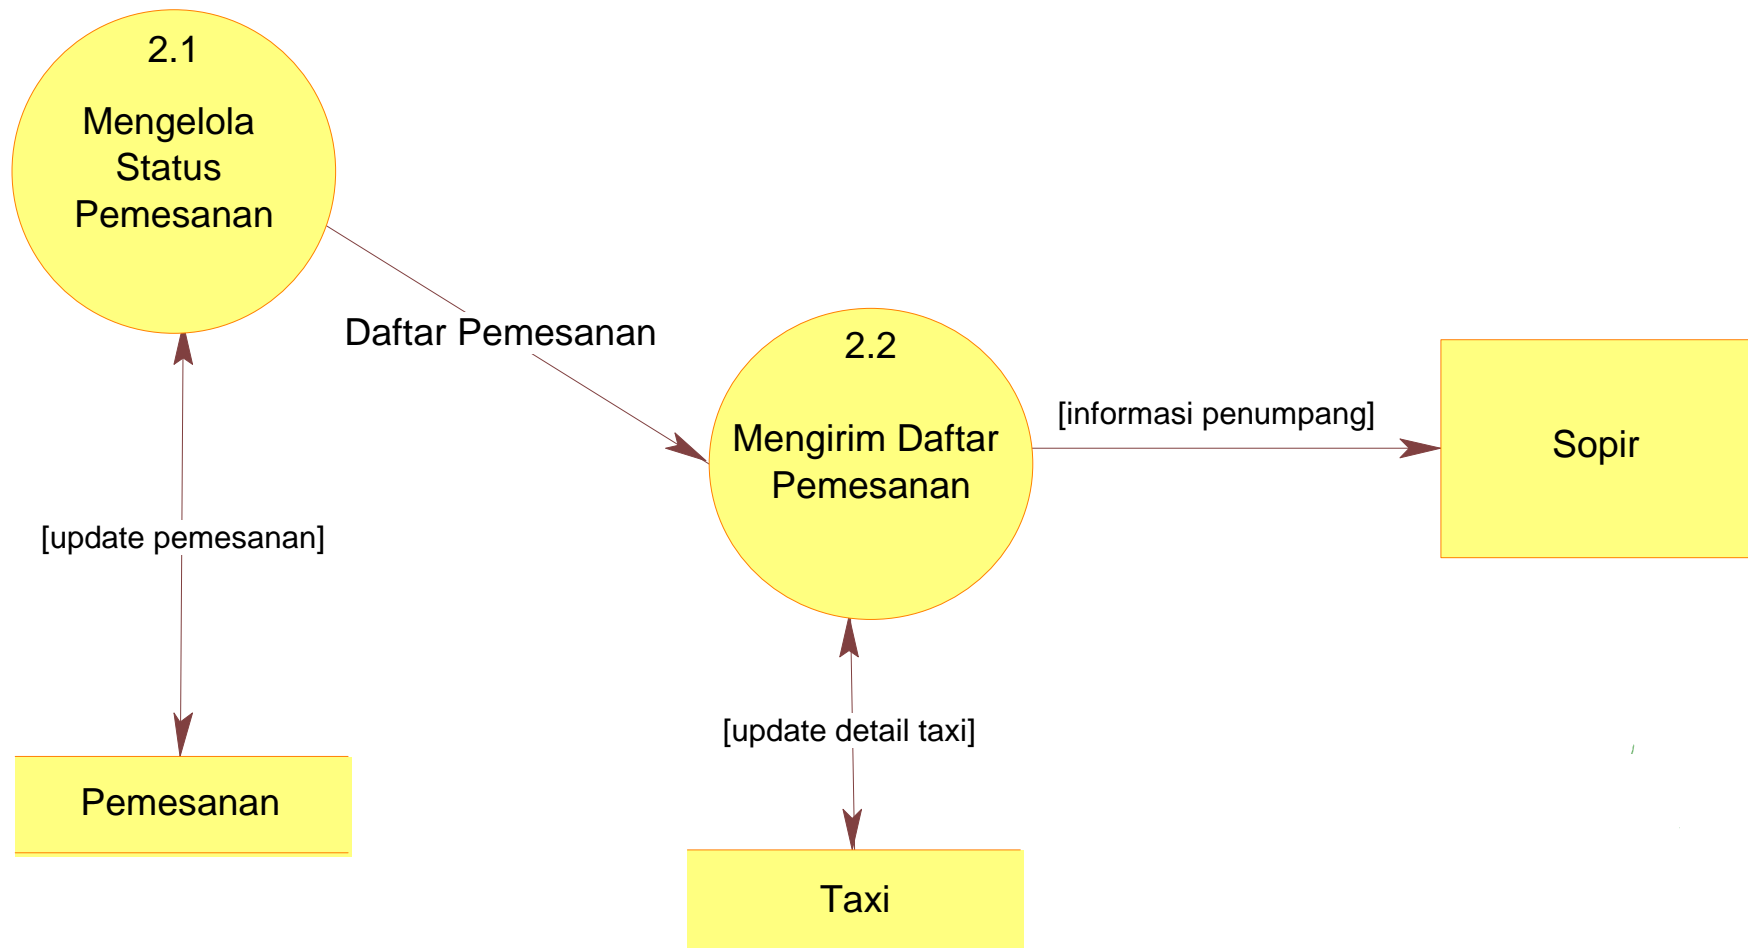 2.1
Mengelola
Status
Pemesanan
Daftar Pemesanan
2.2
Mengirim Daftar
Pemesanan
[informasi penumpang]
Sopir
[update pemesanan]
[update detail taxi]
Pemesanan
Taxi